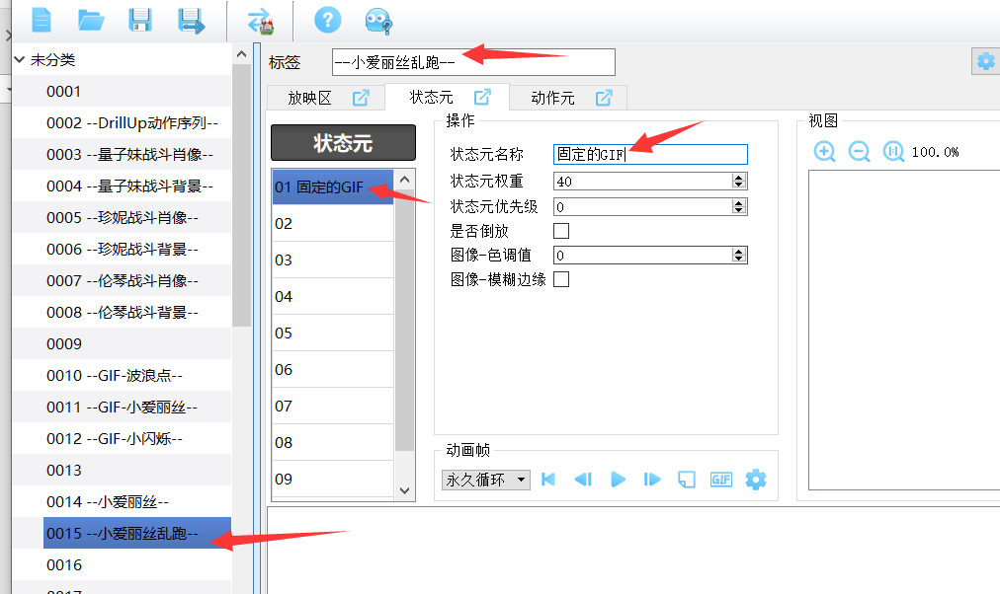 未分类
0001
0002 --DrillUp动作序列--
0003 --量子妹战斗肖像--
0004 --量子妹战斗背景--
0005 --珍妮战斗肖像--
0006 --珍妮战斗背景--
0007 --伦琴战斗肖像--
0008 --伦琴战斗背景--
0009
0010 --GIF-波浪点--
0011 --GIF-小爱丽丝--
0012 --GIF-小闪烁--
0013
0014 --小爱丽丝--
0015 --小爱丽丝乱跑--
0016
标签 --小爱丽丝乱跑--
放映区 状态元 动作元
状态元
01 固定的GIF
02
03
04
05
06
07
08
09
操作
状态元名称 固定的GIF
状态元权重 40
状态元优先级 0
是否倒放
图像-色调值 0
图像-模糊边缘
动画帧
永久循环 GIF
视图
100.0%